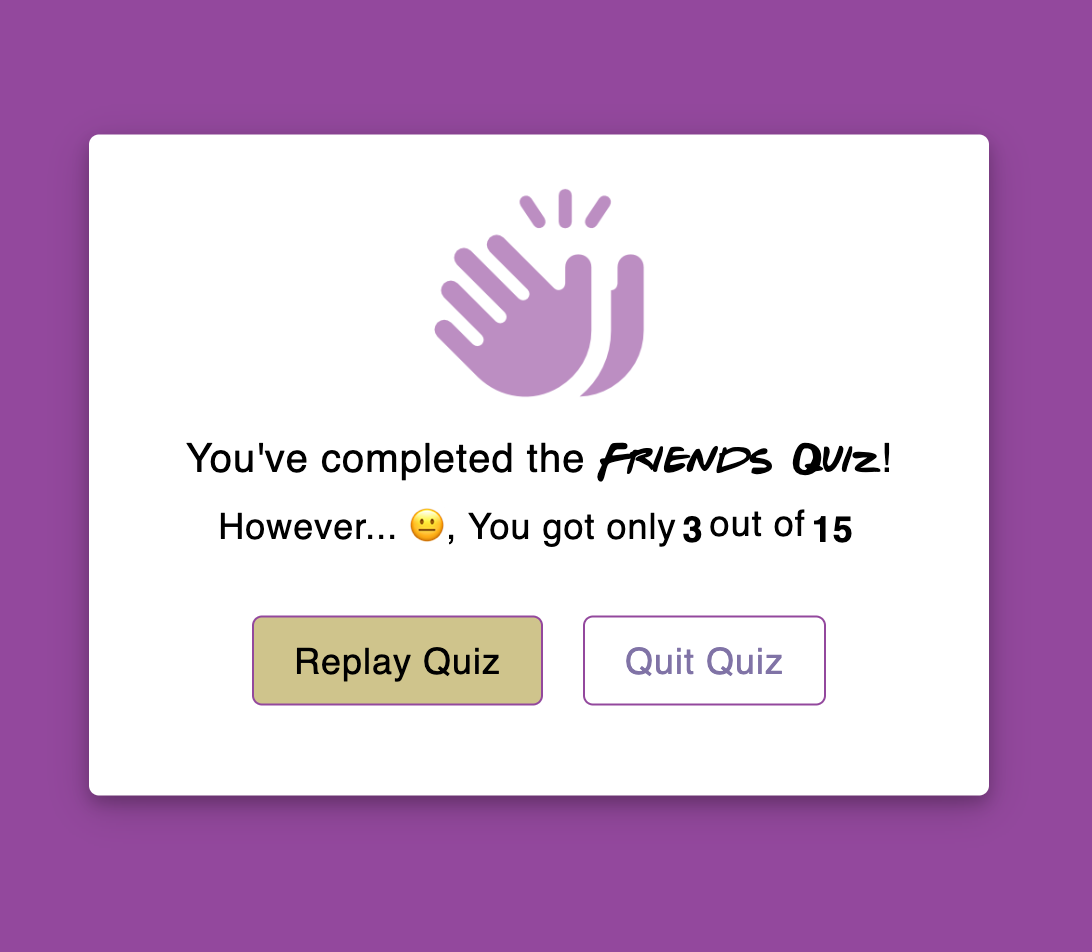 You've completed the Friends Quiz!
However... 😐, You got only 3 out of 15
Replay Quiz
Quit Quiz